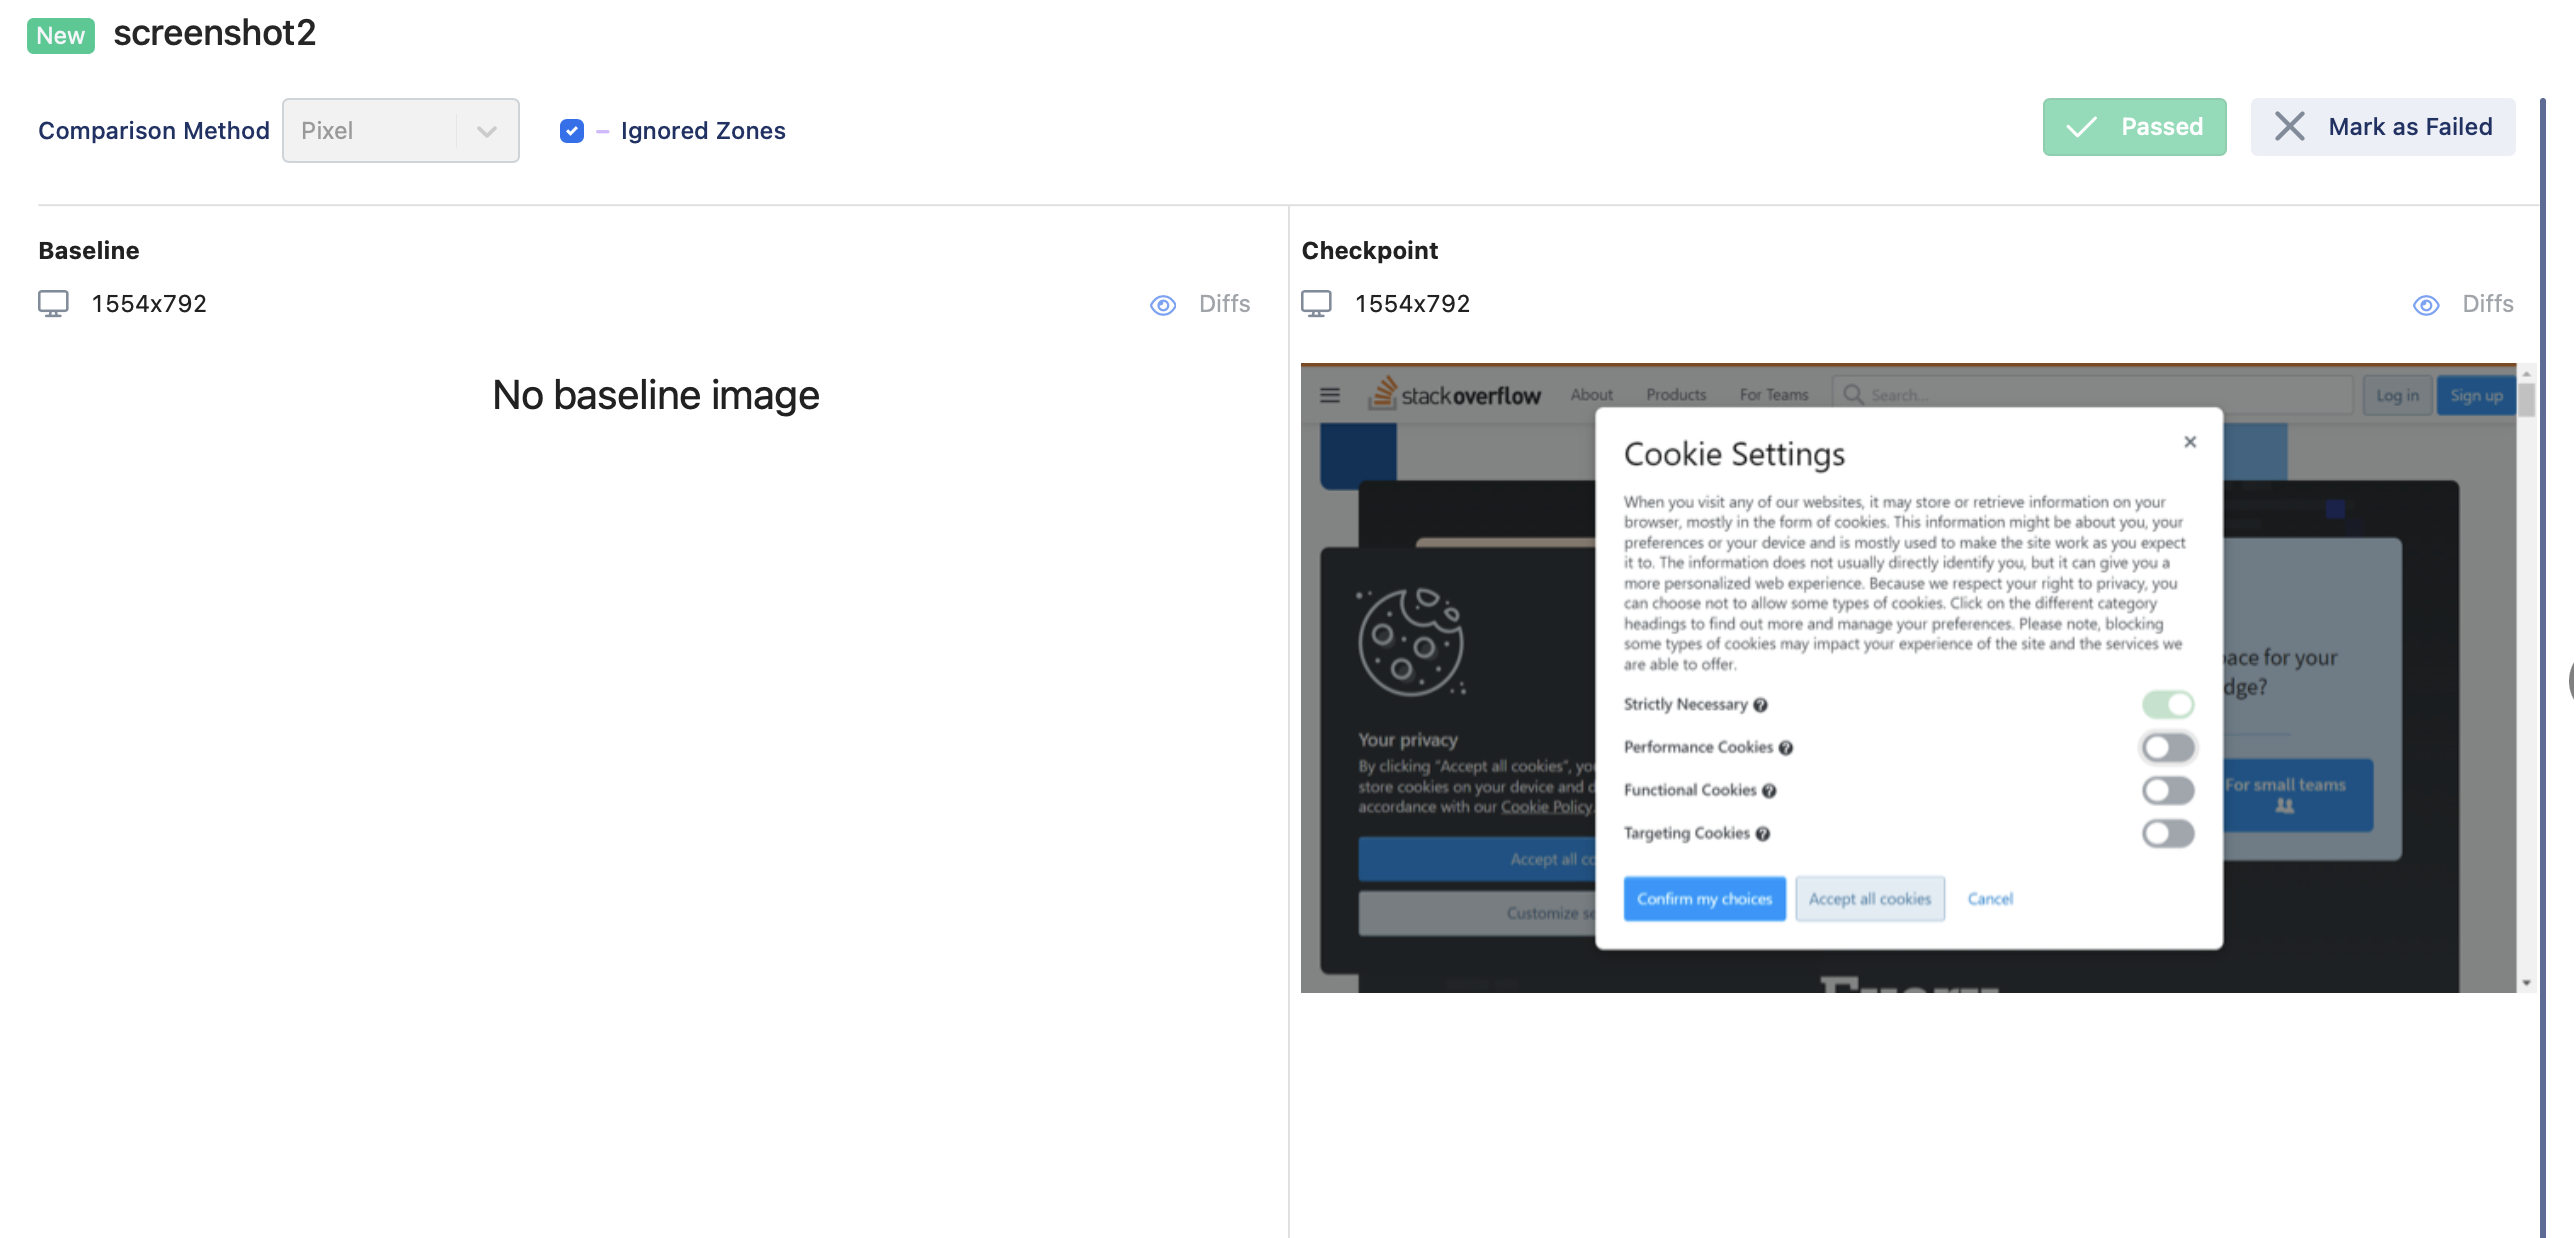 New screenshot2
Comparison Method Pixel Ignored Zones Passed Mark as Failed
Baseline
1554x792 Diffs
No baseline image
Checkpoint
1554x792 Diffs
stackoverflow About Products For Teams Search... Log in Sign up
Cookie Settings
When you visit any of our websites, it may store or retrieve information on your
browser, mostly in the form of cookies. This information might be about you, your
preferences or your device and is mostly used to make the site work as you expect
it to. The information does not usually directly identify you, but it can give you a
more personalized web experience. Because we respect your right to privacy, you
can choose not to allow some types of cookies. Click on the different category
headings to find out more and manage your preferences. Please note, blocking
some types of cookies may impact your experience of the site and the services we
are able to offer.
Strictly Necessary
Performance Cookies
Functional Cookies
Targeting Cookies
Confirm my choices Accept all cookies Cancel
Your privacy
By clicking "Accept all cookies", yo
store cookies on your device and d
accordance with our Cookie Policy.
Accept all co
Customize se
ace for your
dge?
For small teams